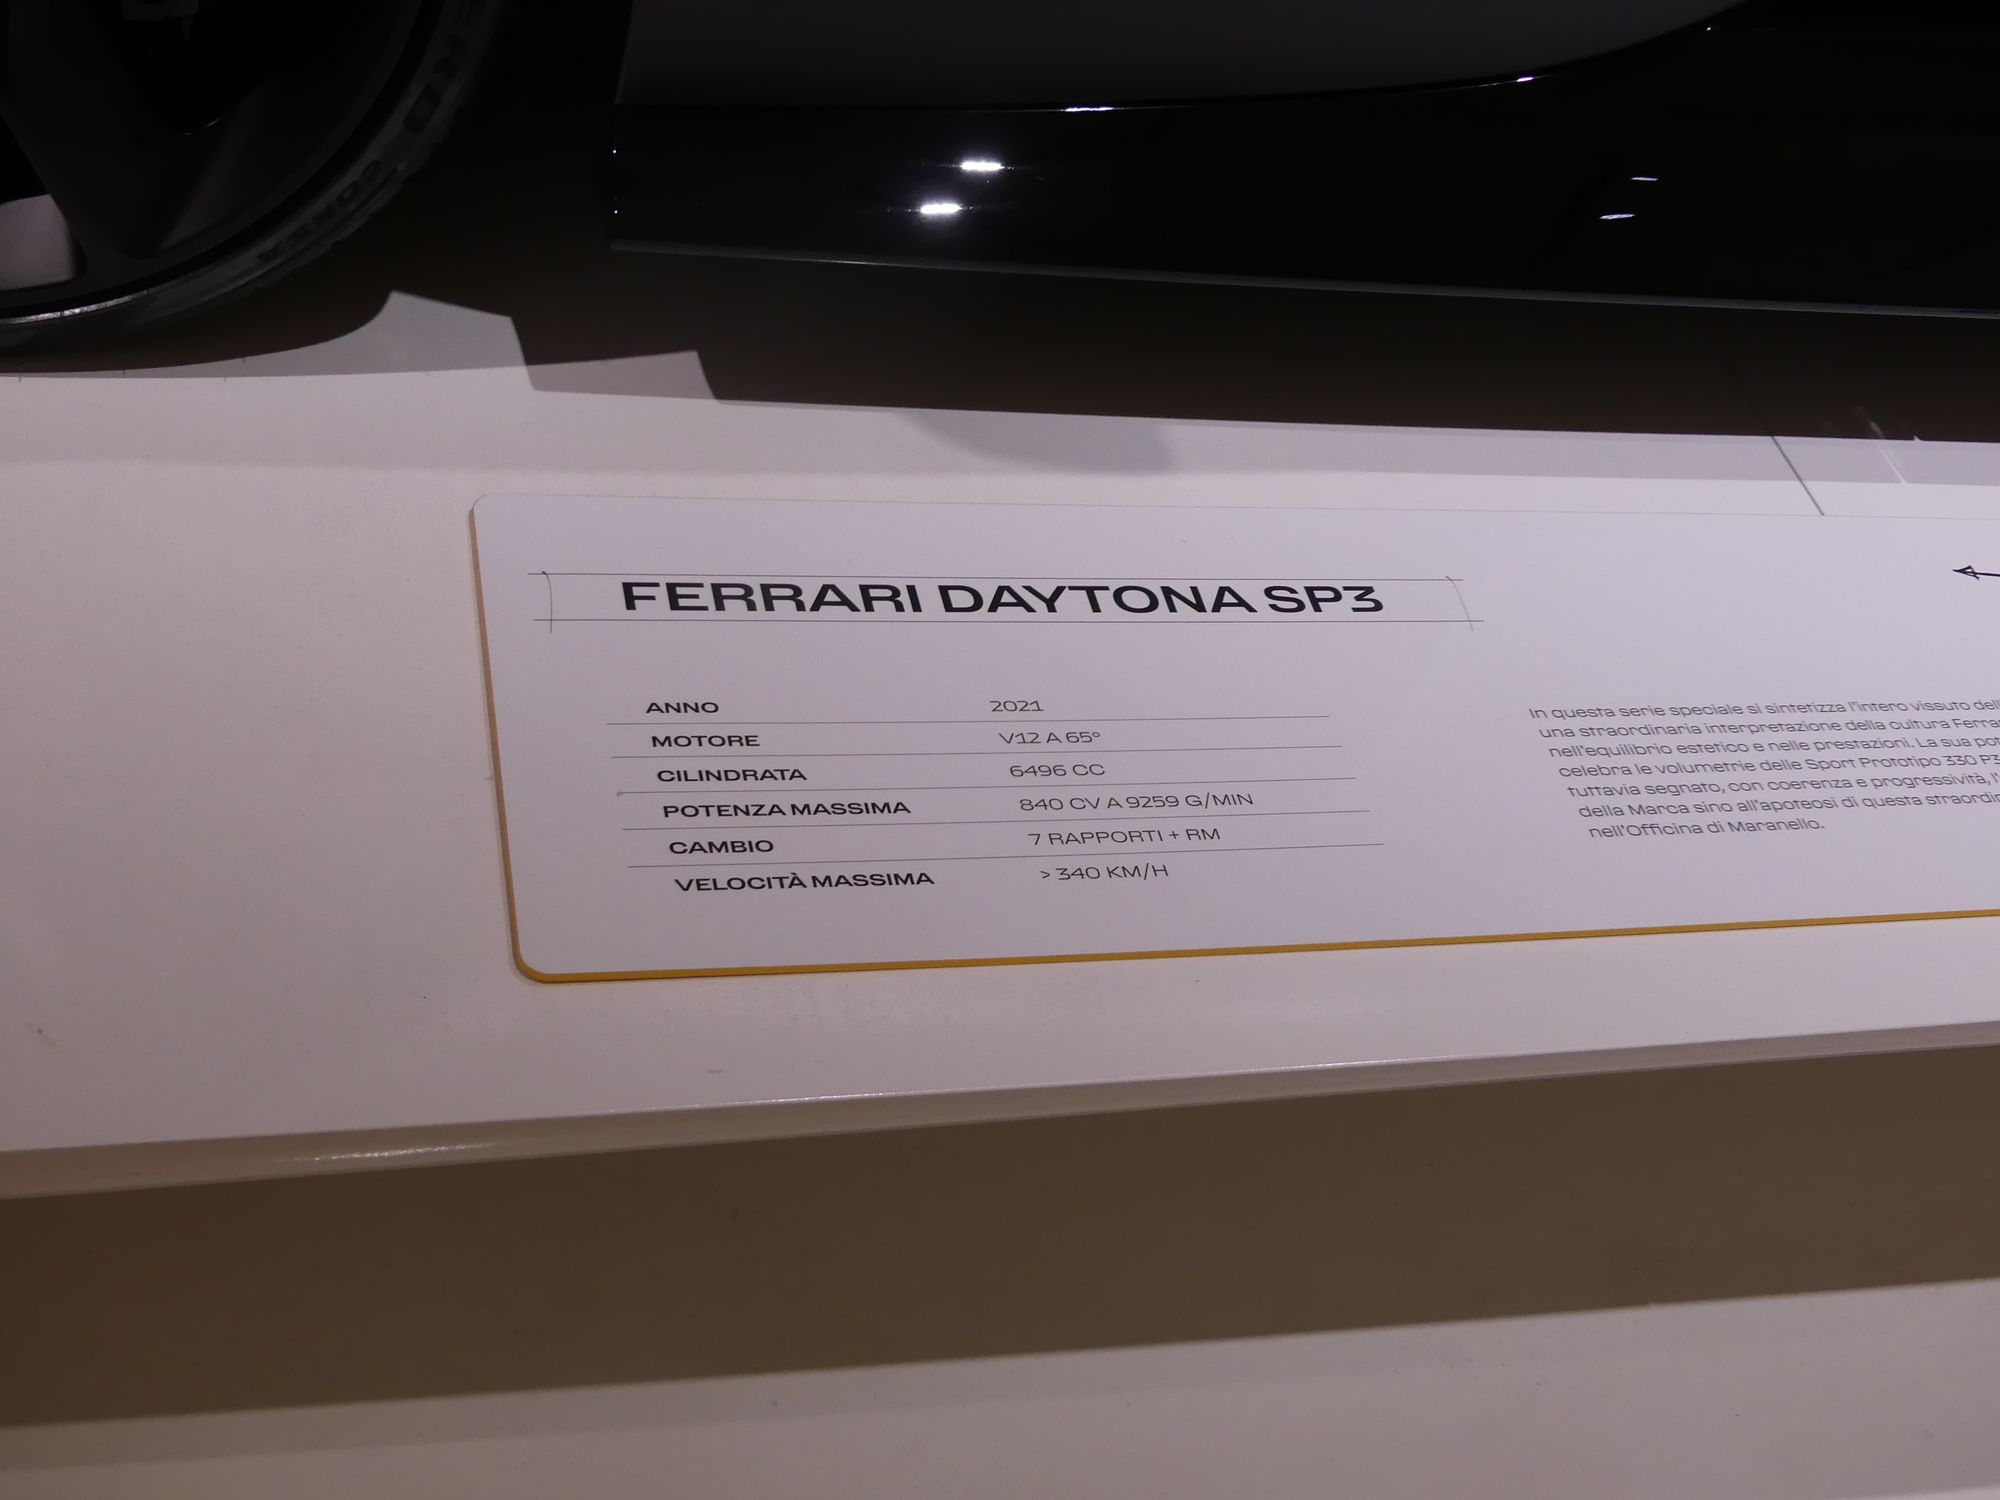 FERRARI DAYTONA SP3
ANNO 2021
MOTORE V12 A 65°
CILINDRATA 6496 CC
POTENZA MASSIMA 840 CV A 9259 G/MIN
CAMBIO 7 RAPPORTI + RM
VELOCITÀ MASSIMA > 340 KM/H
In questa serie speciale si sintetizza l'intero vissuto
una straordinaria interpretazione della cultura
nell'equilibrio estetico e nelle prestazioni. La sua
celebra le volumetrie delle Sport Prototipo 330
tuttavia segnato, con coerenza e progressività,
della Marca sino all'apoteosi di questa
nell'Officina di Maranello.